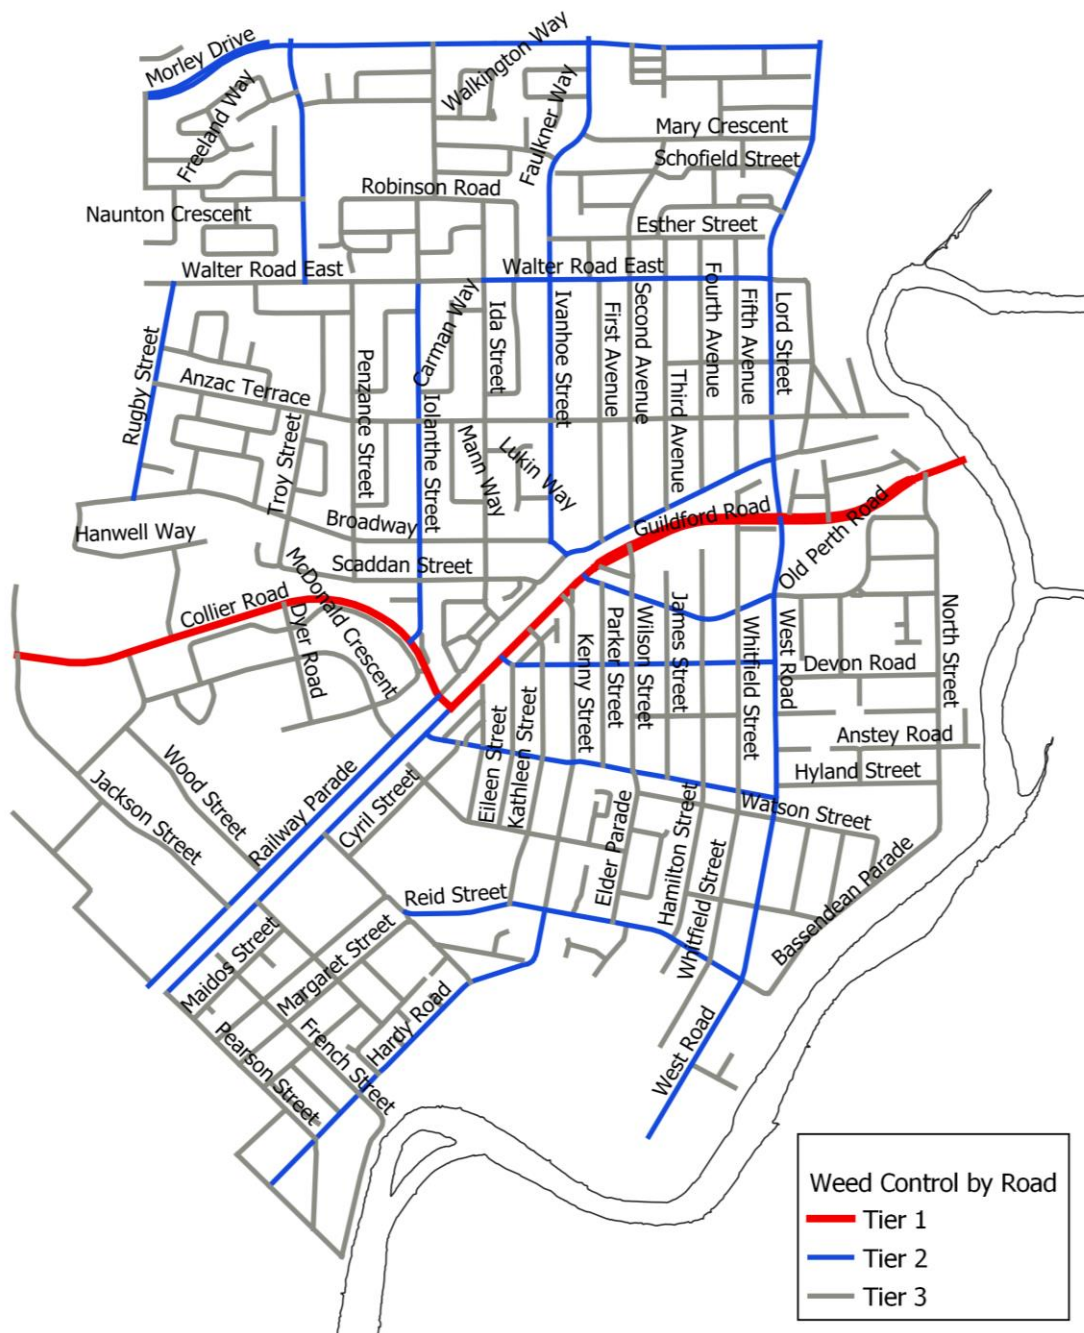 Morley Drive
Walkington Way
Freeland Way
Faulkner Way
Mary Crescent
Schofield Street
Robinson Road
Naunton Crescent
Esther Street
Walter Road East
Walter Road East
Rugby Street
Anzac Terrace
Penzance Street
Iolanthe Street
Carman Way
Ida Street
Ivanhoe Street
First Avenue
Second Avenue
Third Avenue
Fourth Avenue
Fifth Avenue
Lord Street
Troy Street
Mann Way
Lukin Way
Hanwell Way
Broadway
Scaddan Street
Guildford Road
Old Perth Road
Collier Road
McDonald Crescent
Dyer Road
Kenny Street
Parker Street
Wilson Street
James Street
Whitfield Street
West Road
Devon Road
North Street
Anstey Road
Hyland Street
Wood Street
Jackson Street
Railway Parade
Cyril Street
Eileen Street
Kathleen Street
Watson Street
Elder Parade
Hamilton Street
Whitfield Street
Bassendean Parade
Reid Street
Maidos Street
Margaret Street
Hardy Road
French Street
Pearson Street
West Road
Weed Control by Road
Tier 1
Tier 2
Tier 3